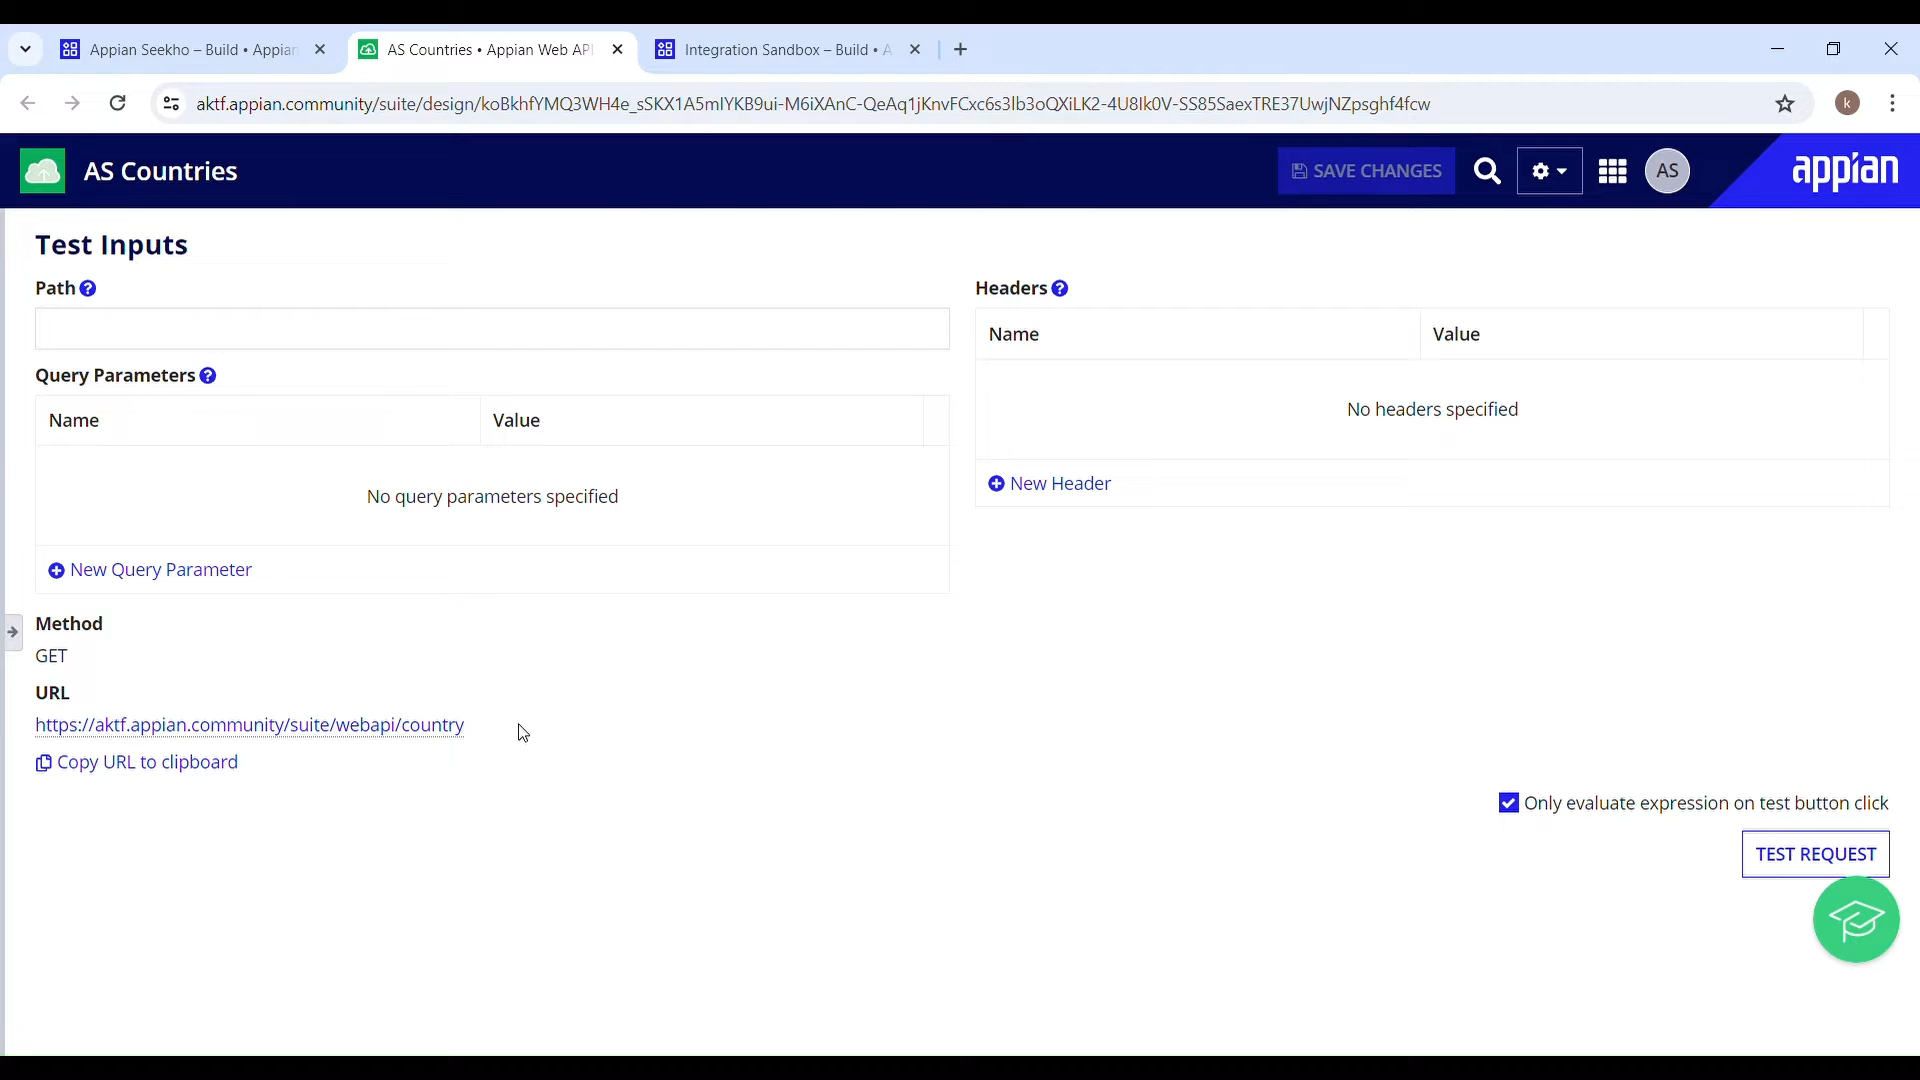 Appian Seekho – Build • Appian
AS Countries • Appian Web API
Integration Sandbox – Build • A
aktf.appian.community/suite/design/koBkhfYMQ3WH4e_sSKX1A5mIYKB9ui-M6iXAnC-QeAq1jKnvFCxc6s3lb3oQXiLK2-4U8Ik0V-SS85SaexTRE37UwjNZpsghf4fcw
k
AS Countries
SAVE CHANGES
AS
appian
Test Inputs
Path
Headers
Name
Value
No headers specified
New Header
Query Parameters
Name
Value
No query parameters specified
New Query Parameter
Method
GET
URL
https://aktf.appian.community/suite/webapi/country
Copy URL to clipboard
Only evaluate expression on test button click
TEST REQUEST